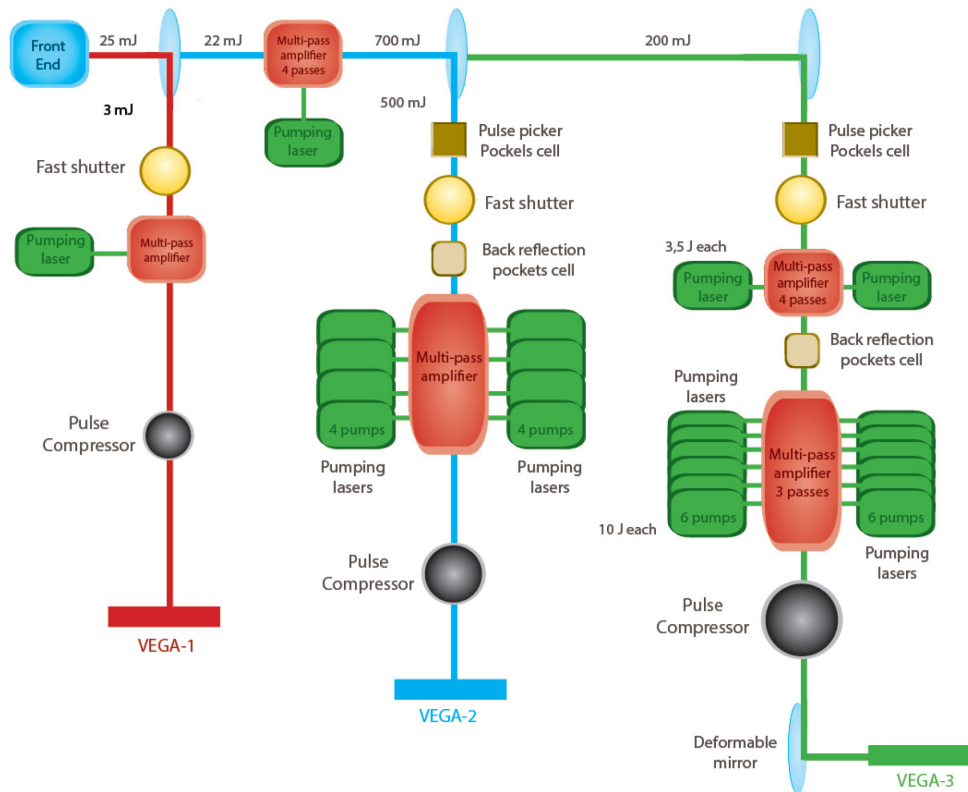 Front
End
25 mJ
22 mJ
Multi-pass
amplifier
4 passes
700 mJ
200 mJ
3 mJ
500 mJ
Pumping
laser
Pulse picker
Pockels cell
Pulse picker
Pockels cell
Fast shutter
Fast shutter
Fast shutter
Pumping
laser
Multi-pass
amplifier
Back reflection
pockets cell
3,5 J each
Pumping
laser
Multi-pass
amplifier
4 passes
Pumping
laser
Back reflection
pockets cell
Multi-pass
amplifier
4 pumps
4 pumps
Pumping
lasers
Pumping
lasers
Pumping
lasers
Multi-pass
amplifier
3 passes
6 pumps
6 pumps
10 J each
Pumping
lasers
Pulse
Compressor
Pulse
Compressor
Pulse
Compressor
VEGA-1
VEGA-2
Deformable
mirror
VEGA-3